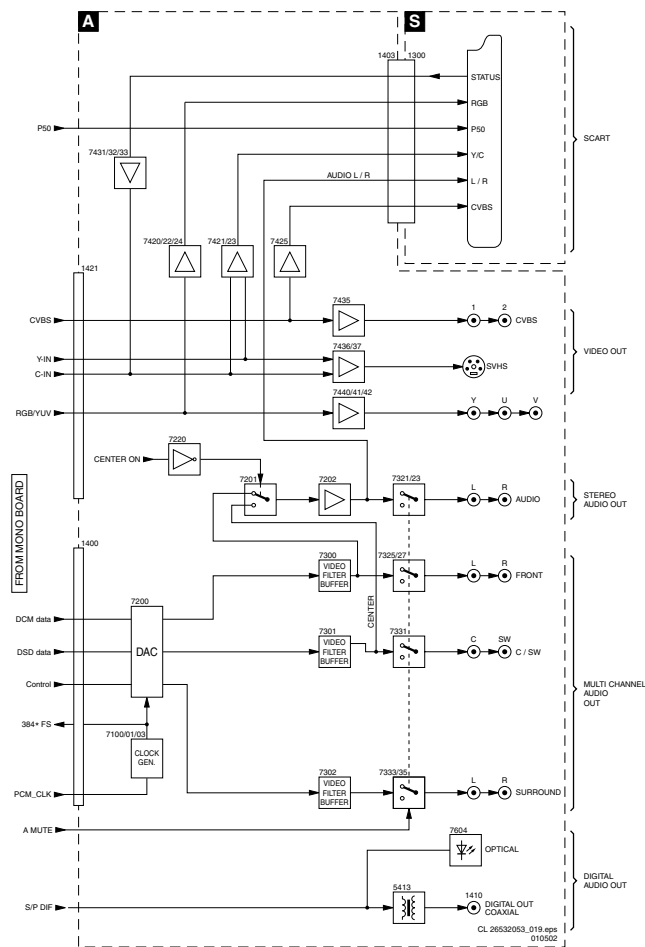 A
S
1403
1300
STATUS
RGB
P50
P50
7431/32/33
Y/C
SCART
AUDIO L / R
L / R
CVBS
7420/22/24
7421/23
7425
1421
7435
1
2
CVBS
CVBS
7436/37
VIDEO OUT
Y-IN
C-IN
SVHS
7440/41/42
Y
U
V
RGB/YUV
7220
CENTER ON
7201
7202
7321/23
L
R
AUDIO
STEREO
AUDIO OUT
FROM MONO BOARD
1400
7300
7325/27
VIDEO
FILTER
BUFFER
L
R
FRONT
7200
CENTER
DCM data
7301
7331
C
SW
DSD data
DAC
VIDEO
FILTER
BUFFER
C / SW
Control
MULTI CHANNEL
AUDIO
OUT
384* FS
7100/01/03
CLOCK
GEN.
7302
7333/35
VIDEO
FILTER
BUFFER
L
R
SURROUND
PCM_CLK
A MUTE
7604
OPTICAL
DIGITAL
AUDIO OUT
5413
1410
S/P DIF
DIGITAL OUT
COAXIAL
CL 26532053_019.eps
010502